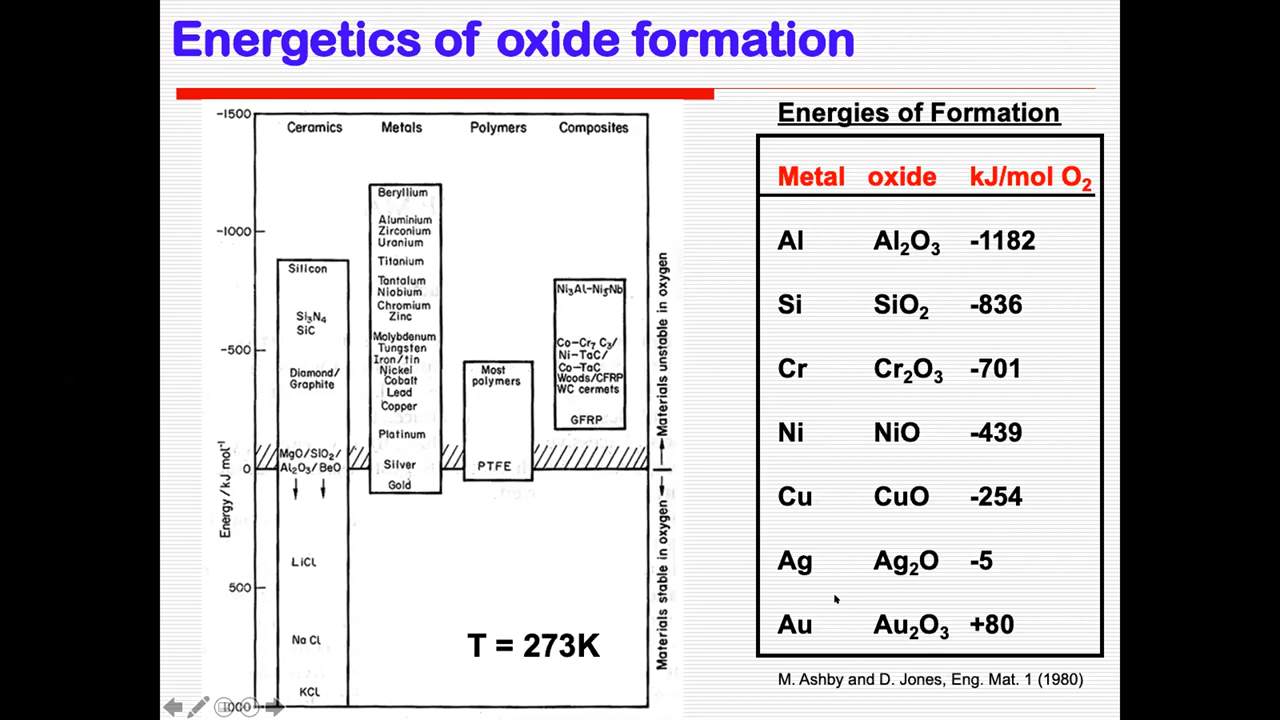 Energetics of oxide formation
-1500
Ceramics Metals Polymers Composites
Beryllium
Aluminium
-1000
Zirconium
Uranium
Titanium
Silicon
Tantalum
Niobium
Chromium
Zinc
Ni3Al–Ni3Nb
Si3N4
SiC
Molybdenum
Tungsten
Iron/tin
Nickel
Cobalt
Lead
Copper
-500
Co–Cr7 C3/
Ni–TaC/
Co–TaC
Woods/CFRP
WC cermets
Diamond/
Graphite
Most
polymers
GFRP
Platinum
MgO/SiO2/
Al2O3/BeO
0
Silver
PTFE
Gold
LiCl
500
NaCl
KCl
1000
Energy/kJ mol-1
Materials unstable in oxygen
Materials stable in oxygen
T = 273K
Energies of Formation
Metal oxide kJ/mol O2
Al Al2O3 -1182
Si SiO2 -836
Cr Cr2O3 -701
Ni NiO -439
Cu CuO -254
Ag Ag2O -5
Au Au2O3 +80
M. Ashby and D. Jones, Eng. Mat. 1 (1980)